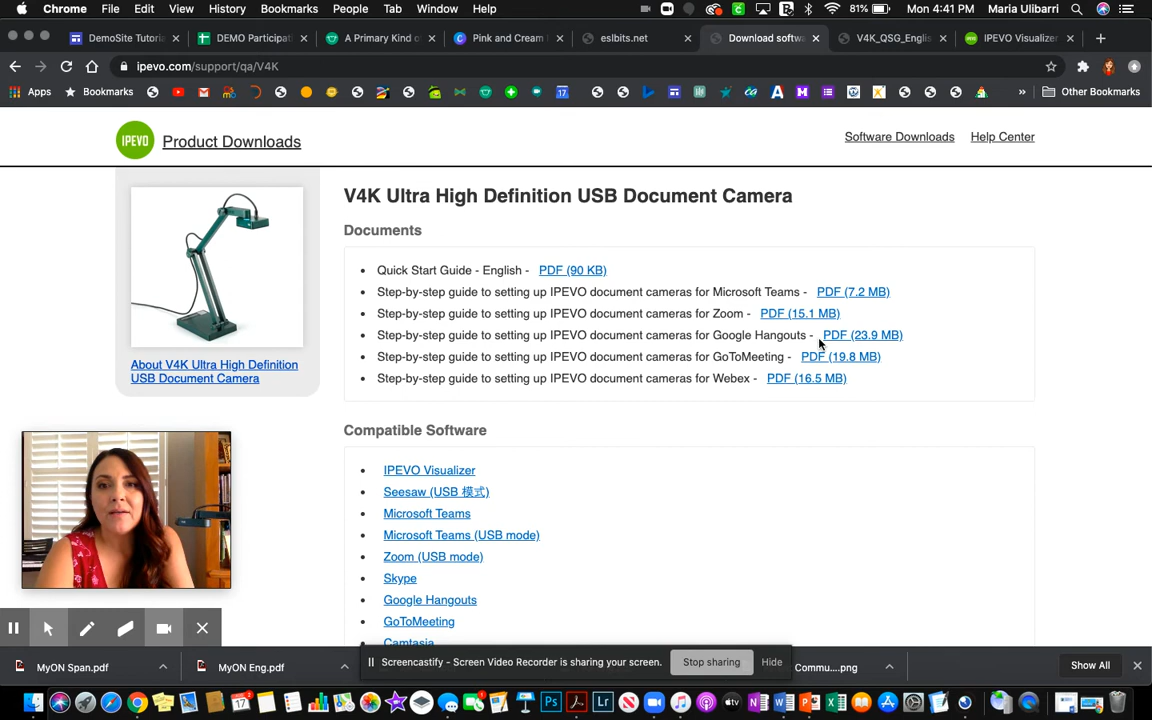 Chrome File Edit View History Bookmarks People Tab Window Help 81% Mon 4:41 PM Maria Ulibarri
DemoSite Tutoria
DEMO Participati
A Primary Kind o
Pink and Cream
eslbits.net
Download softw
V4K_QSG_Englis
IPEVO Visualizer
ipevo.com/support/qa/V4K
Apps Bookmarks Other Bookmarks
IPEVO Product Downloads
Software Downloads Help Center
V4K Ultra High Definition USB Document Camera
Documents
Quick Start Guide - English - PDF (90 KB)
Step-by-step guide to setting up IPEVO document cameras for Microsoft Teams - PDF (7.2 MB)
Step-by-step guide to setting up IPEVO document cameras for Zoom - PDF (15.1 MB)
Step-by-step guide to setting up IPEVO document cameras for Google Hangouts - PDF (23.9 MB)
Step-by-step guide to setting up IPEVO document cameras for GoToMeeting - PDF (19.8 MB)
Step-by-step guide to setting up IPEVO document cameras for Webex - PDF (16.5 MB)
About V4K Ultra High Definition
USB Document Camera
Compatible Software
IPEVO Visualizer
Seesaw (USB 模式)
Microsoft Teams
Microsoft Teams (USB mode)
Zoom (USB mode)
Skype
Google Hangouts
GoToMeeting
Camtasia
Screencastify - Screen Video Recorder is sharing your screen. Stop sharing Hide
MyON Span.pdf
MyON Eng.pdf
Commu....png
Show All